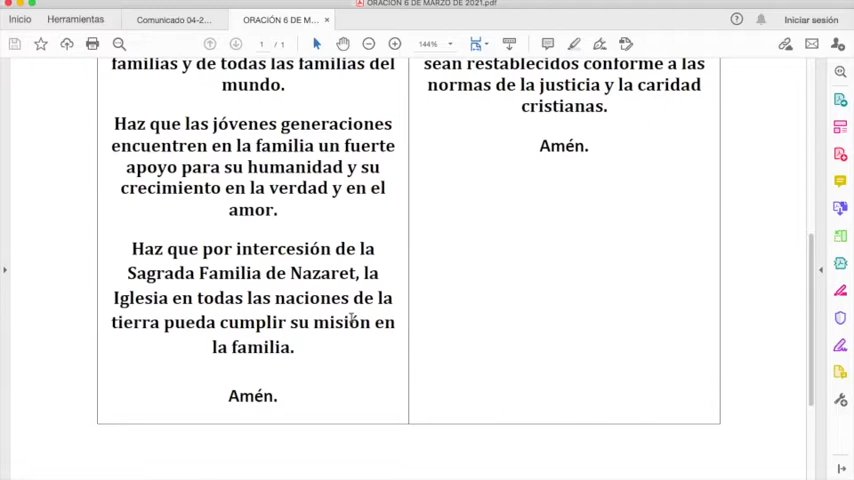 ORACIÓN 6 DE MARZO DE 2021.pdf
Inicio Herramientas Comunicado 04-2... ORACIÓN 6 DE M... × Iniciar sesión
1 / 1 144%
familias y de todas las familias del
mundo.
Haz que las jóvenes generaciones
encuentren en la familia un fuerte
apoyo para su humanidad y su
crecimiento en la verdad y en el
amor.
Haz que por intercesión de la
Sagrada Familia de Nazaret, la
Iglesia en todas las naciones de la
tierra pueda cumplir su misión en
la familia.
Amén.
sean restablecidos conforme a las
normas de la justicia y la caridad
cristianas.
Amén.